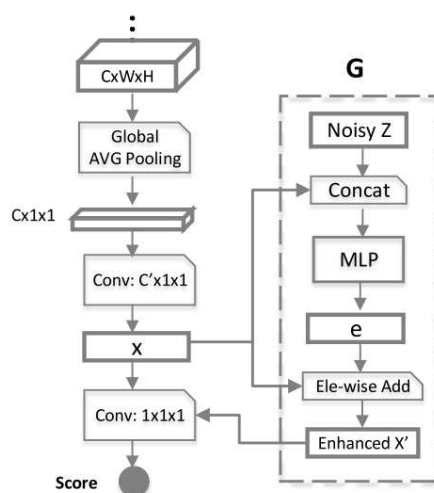 CxWxH
Global
AVG Pooling
Cx1x1
Conv: C'x1x1
x
Conv: 1x1x1
Score
G
Noisy Z
Concat
MLP
e
Ele-wise Add
Enhanced X'